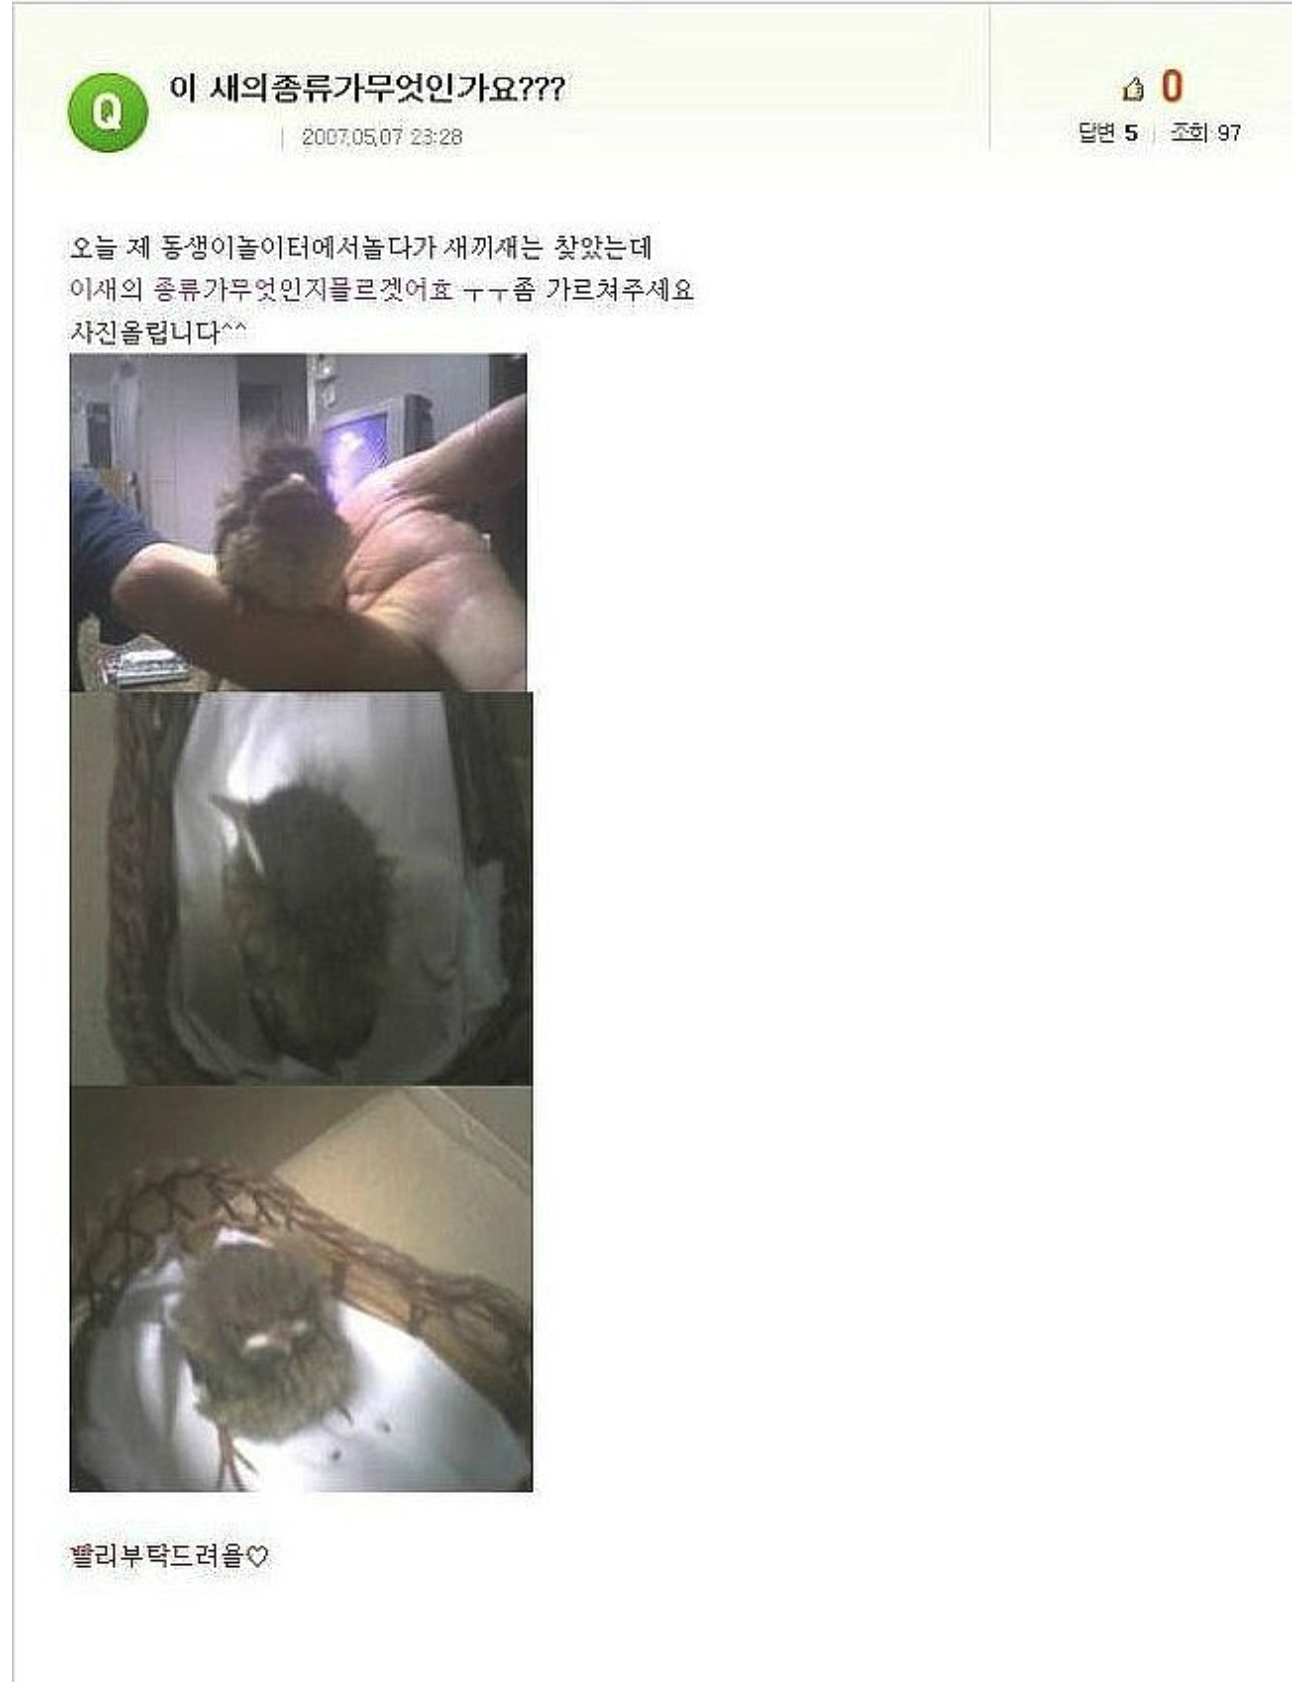 Q
이 새의종류가무엇인가요???
2007.05.07 23:28
0
답변 5 조회 97
오늘 제 동생이놀이터에서놀다가 새끼새는 찾았는데
이새의 종류가무엇인지믈르겟어효 ㅜㅜ좀 가르쳐주세요
사진올립니다^^
빨리부탁드려욜♡